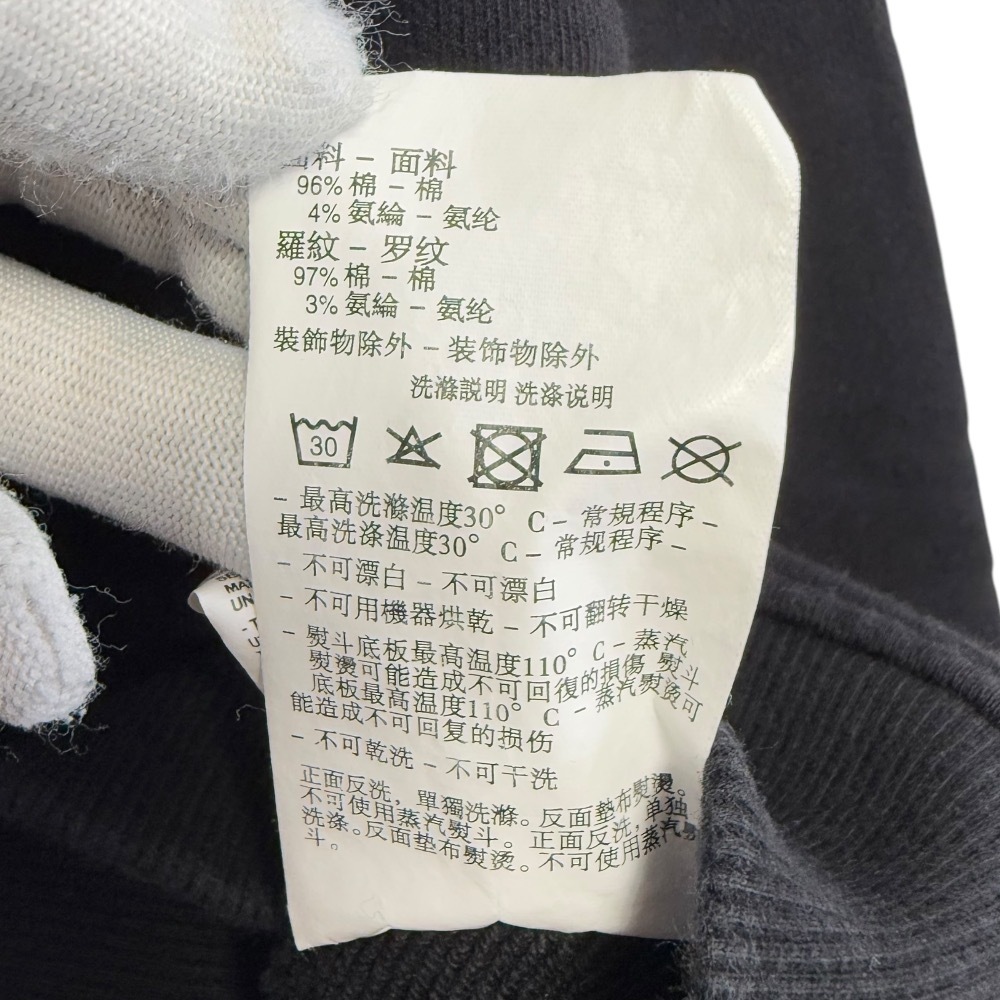 面料 – 面料
96% 棉 – 棉
4% 氨綸 – 氨纶
羅紋 – 罗纹
97% 棉 – 棉
3% 氨綸 – 氨纶
裝飾物除外 – 装饰物除外
洗滌説明 洗涤说明
30
- 最高洗滌温度30° C – 常規程序 –
最高洗涤温度30° C – 常规程序 –
- 不可漂白 – 不可漂白
- 不可用機器烘乾 – 不可翻转干燥
- 熨斗底板最高温度110° C – 蒸汽
熨燙可能造成不可回復的損傷 熨斗
底板最高温度110° C – 蒸汽熨烫可
能造成不可回复的损伤
- 不可乾洗 – 不可干洗
正面反洗，單獨洗滌。反面墊布熨燙。
不可使用蒸汽熨斗。正面反洗，单独
洗涤。反面垫布熨烫。不可使用蒸汽熨
斗。
MA
UN
T
U